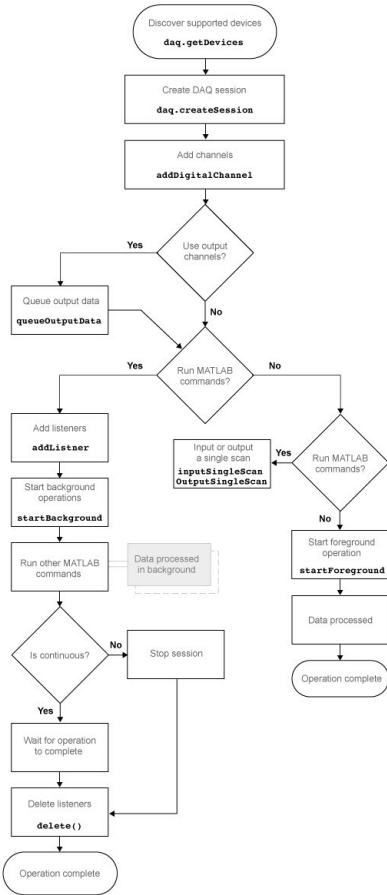 Discover supported devices
daq.getDevices
Create DAQ session
daq.createSession
Add channels
addDigitalChannel
Yes
Use output
channels?
Queue output data
queueOutputData
No
Yes
Run MATLAB
commands?
No
Add listeners
addListner
Input or output
a single scan
inputSingleScan
OutputSingleScan
Yes
Run MATLAB
commands?
Start background
operations
startBackground
No
Start foreground
operation
startForeground
Run other MATLAB
commands
Data processed
in background
Data processed
Is continuous?
No
Stop session
Operation complete
Yes
Wait for operation
to complete
Delete listeners
delete()
Operation complete